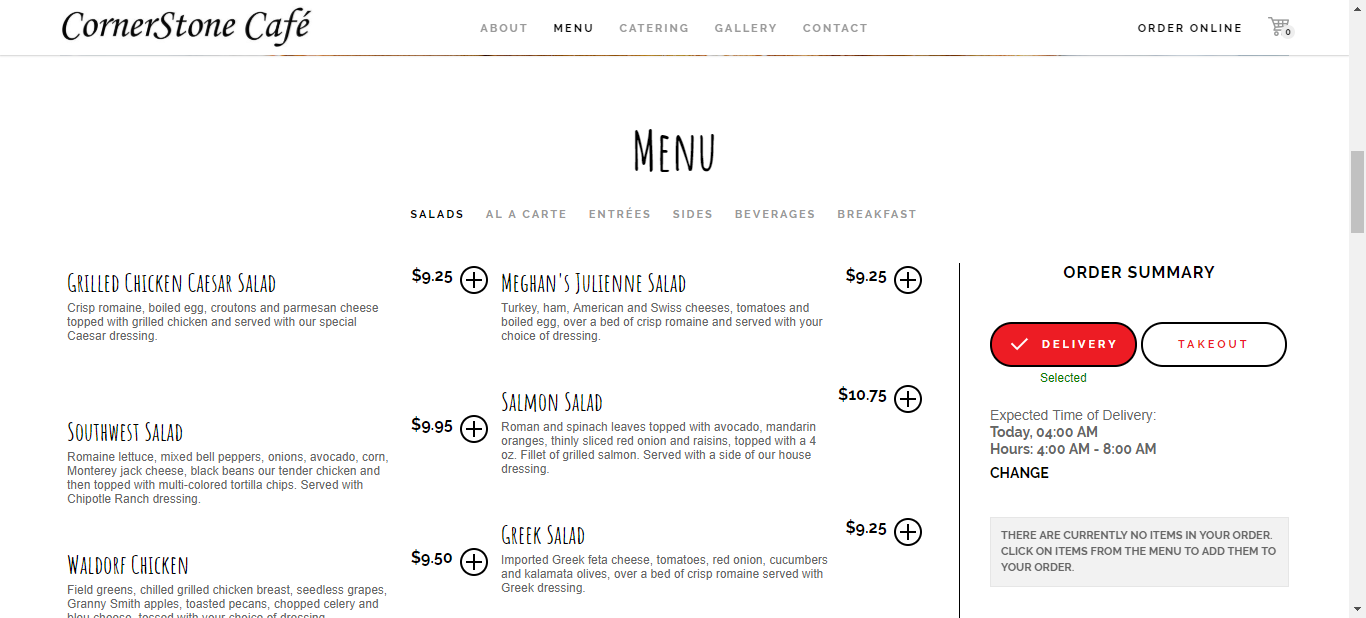 CornerStone Café
ABOUT MENU CATERING GALLERY CONTACT
ORDER ONLINE
0
Menu
SALADS AL A CARTE ENTRÉES SIDES BEVERAGES BREAKFAST
Grilled Chicken Caesar Salad
$9.25
Crisp romaine, boiled egg, croutons and parmesan cheese
topped with grilled chicken and served with our special
Caesar dressing.
Southwest Salad
$9.95
Romaine lettuce, mixed bell peppers, onions, avocado, corn,
Monterey jack cheese, black beans our tender chicken and
then topped with multi-colored tortilla chips. Served with
Chipotle Ranch dressing.
Waldorf Chicken
$9.50
Field greens, chilled grilled chicken breast, seedless grapes,
Granny Smith apples, toasted pecans, chopped celery and
bleu cheese, tossed with your choice of dressing.
Meghan's Julienne Salad
$9.25
Turkey, ham, American and Swiss cheeses, tomatoes and
boiled egg, over a bed of crisp romaine and served with your
choice of dressing.
Salmon Salad
$10.75
Roman and spinach leaves topped with avocado, mandarin
oranges, thinly sliced red onion and raisins, topped with a 4
oz. Fillet of grilled salmon. Served with a side of our house
dressing.
Greek Salad
$9.25
Imported Greek feta cheese, tomatoes, red onion, cucumbers
and kalamata olives, over a bed of crisp romaine served with
Greek dressing.
ORDER SUMMARY
DELIVERY
TAKEOUT
Selected
Expected Time of Delivery:
Today, 04:00 AM
Hours: 4:00 AM - 8:00 AM
CHANGE
THERE ARE CURRENTLY NO ITEMS IN YOUR ORDER.
CLICK ON ITEMS FROM THE MENU TO ADD THEM TO
YOUR ORDER.